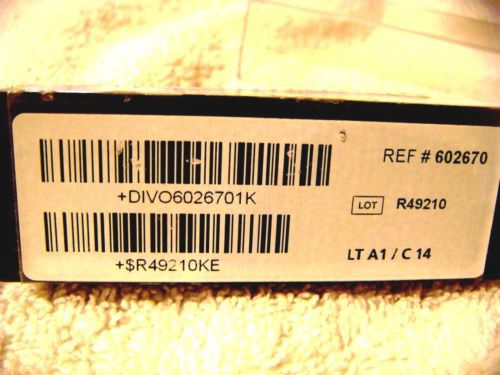 REF # 602670
+DIVO6026701K
LOT R49210
+$R49210KE
LT A1 / C 14